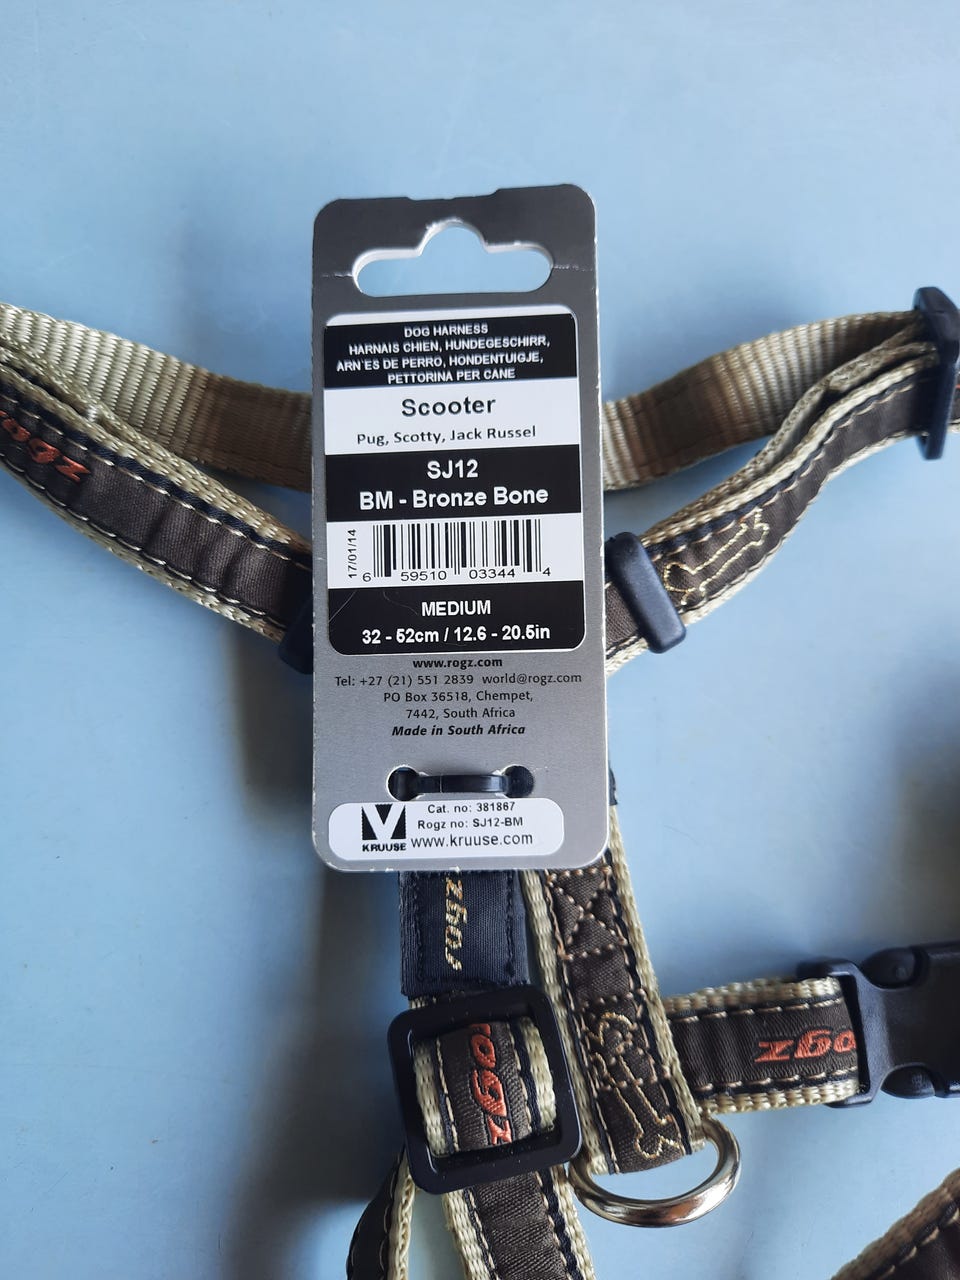 DOG HARNESS
HARNAIS CHIEN, HUNDEGESCHIRR,
ARN'ES DE PERRO, HONDENTUIGJE,
PETTORINA PER CANE
Scooter
Pug, Scotty, Jack Russel
SJ12
BM - Bronze Bone
17/01/14
6 59510 03344 4
MEDIUM
32 - 52cm / 12.6 - 20.5in
www.rogz.com
Tel: +27 (21) 551 2839 world@rogz.com
PO Box 36518, Chempet,
7442, South Africa
Made in South Africa
KRUUSE
Cat. no: 381867
Rogz no: SJ12-BM
www.kruuse.com
rogz
rogz
rogz
rogz